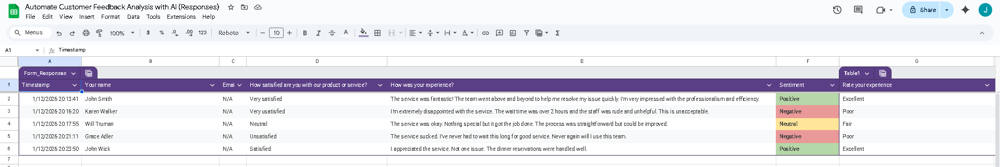 Automate Customer Feedback Analysis with AI (Responses)
File Edit View Insert Format Data Tools Extensions Help
Share
J
Menus 100% $ % .0 .00 123 Roboto 10 B I S A Σ
A1 fx Timestamp
A B C D E F G
Form_Responses Table1
1 Timestamp Your name Emai How satisfied are you with our product or service? How was your experience? Sentiment Rate your experience
2 1/12/2026 20:13:41 John Smith N/A Very satisfied The service was fantastic! The team went above and beyond to help me resolve my issue quickly. I'm very impressed with the professionalism and efficiency. Positive Excellent
3 1/12/2026 20:16:20 Karen Walker N/A Very usatisfied I'm extremely disappointed with the service. The wait time was over 2 hours and the staff was rude and unhelpful. This is unacceptable. Negative Poor
4 1/12/2026 20:17:55 Will Truman N/A Neutral The service was okay. Nothing special but it got the job done. The process was straightforward but could be improved. Neutral Fair
5 1/12/2026 20:21:11 Grace Adler N/A Unsatisfied The service sucked. I've never had to wait this long for good service. Never again will I use this team. Negative Poor
6 1/12/2026 20:23:50 John Wick N/A Satisfied I appreciated the service. Not one issue. The dinner reservations were handled well. Positive Excellent
7